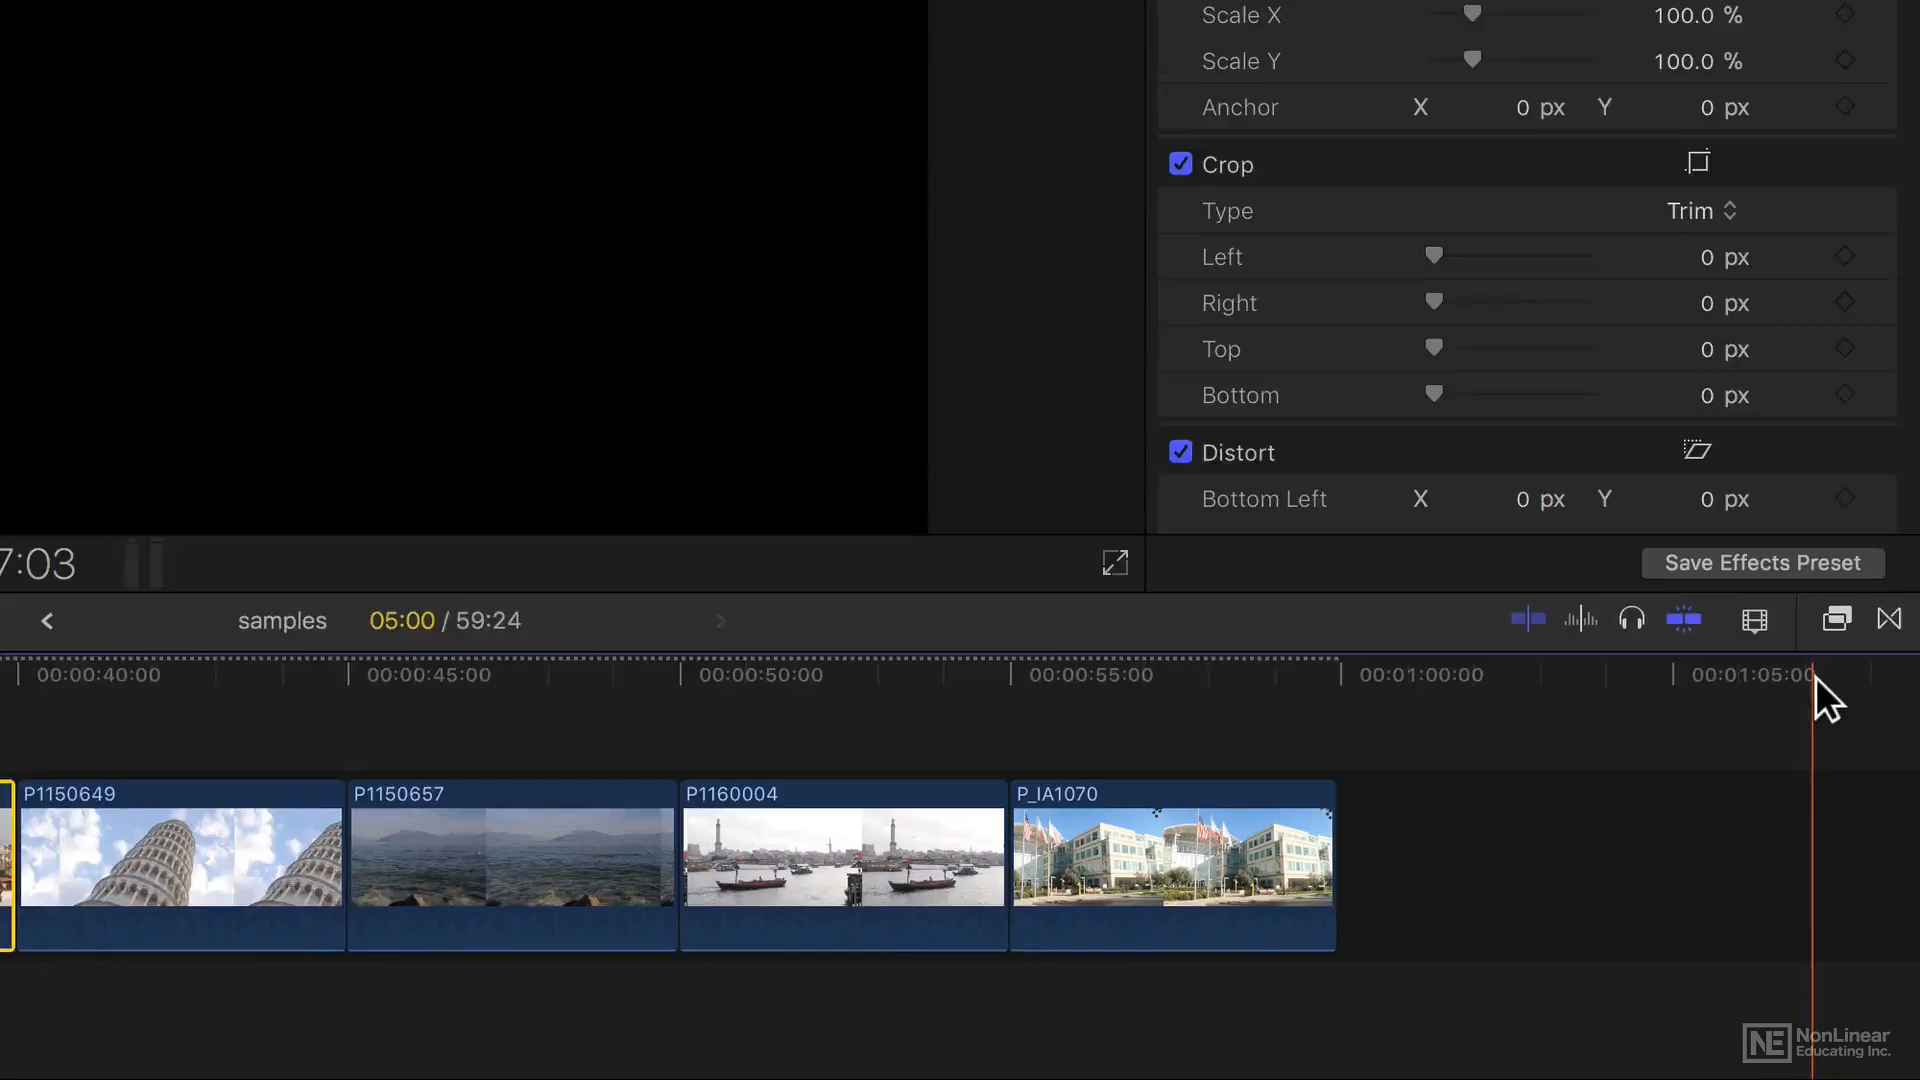 Scale X 100.0 %
Scale Y 100.0 %
Anchor X 0 px Y 0 px
Crop
Type Trim
Left 0 px
Right 0 px
Top 0 px
Bottom 0 px
Distort
Bottom Left X 0 px Y 0 px
7:03
Save Effects Preset
samples 05:00 / 59:24
00:00:40:00 00:00:45:00 00:00:50:00 00:00:55:00 00:01:00:00 00:01:05:00
P1150649 P1150657 P1160004 P_IA1070
NE NonLinear
Educating Inc.